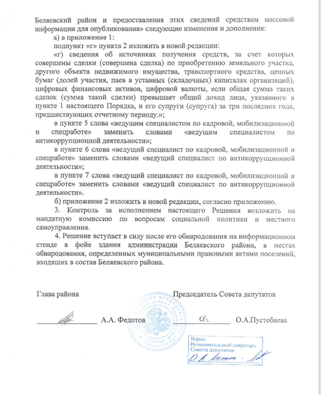 Беляевский район и предоставления этих сведений средствам массовой
информации для опубликования» следующие изменения и дополнения:
а) в приложение 1:
подпункт «г» пункта 2 изложить в новой редакции:
«г) сведения об источниках получения средств, за счет которых
совершены сделки (совершена сделка) по приобретению земельного участка,
другого объекта недвижимого имущества, транспортного средства, ценных
бумаг (долей участия, паев в уставных (складочных) капиталах организаций),
цифровых финансовых активов, цифровой валюты, если общая сумма таких
сделок (сумма такой сделки) превышает общий доход лица, указанного в
пункте 1 настоящего Порядка, и его супруги (супруга) за три последних года,
предшествующих отчетному периоду.»;
в пункте 5 слова «ведущим специалистом по кадровой, мобилизационной
и спецработе» заменить словами «ведущим специалистом по
антикоррупционной деятельности»;
в пункте 6 слова «ведущий специалист по кадровой, мобилизационной и
спецработе» заменить словами «ведущий специалист по антикоррупционной
деятельности»;
в пункте 7 слова «ведущий специалист по кадровой, мобилизационной и
спецработе» заменить словами «ведущий специалист по антикоррупционной
деятельности».
б) приложение 2 изложить в новой редакции, согласно приложению.
3. Контроль за исполнением настоящего Решения возложить на
мандатную комиссию по вопросам социальной политики и местного
самоуправления.
4. Решение вступает в силу после его обнародования на информационном
стенде в фойе здания администрации Беляевского района, в местах
обнародования, определенных муниципальными правовыми актами поселений,
входящих в состав Беляевского района.
Глава района Председатель Совета депутатов
А.А. Федотов О.А.Пустобаева
Верно:
Исполнительный секретарь
Совета депутатов